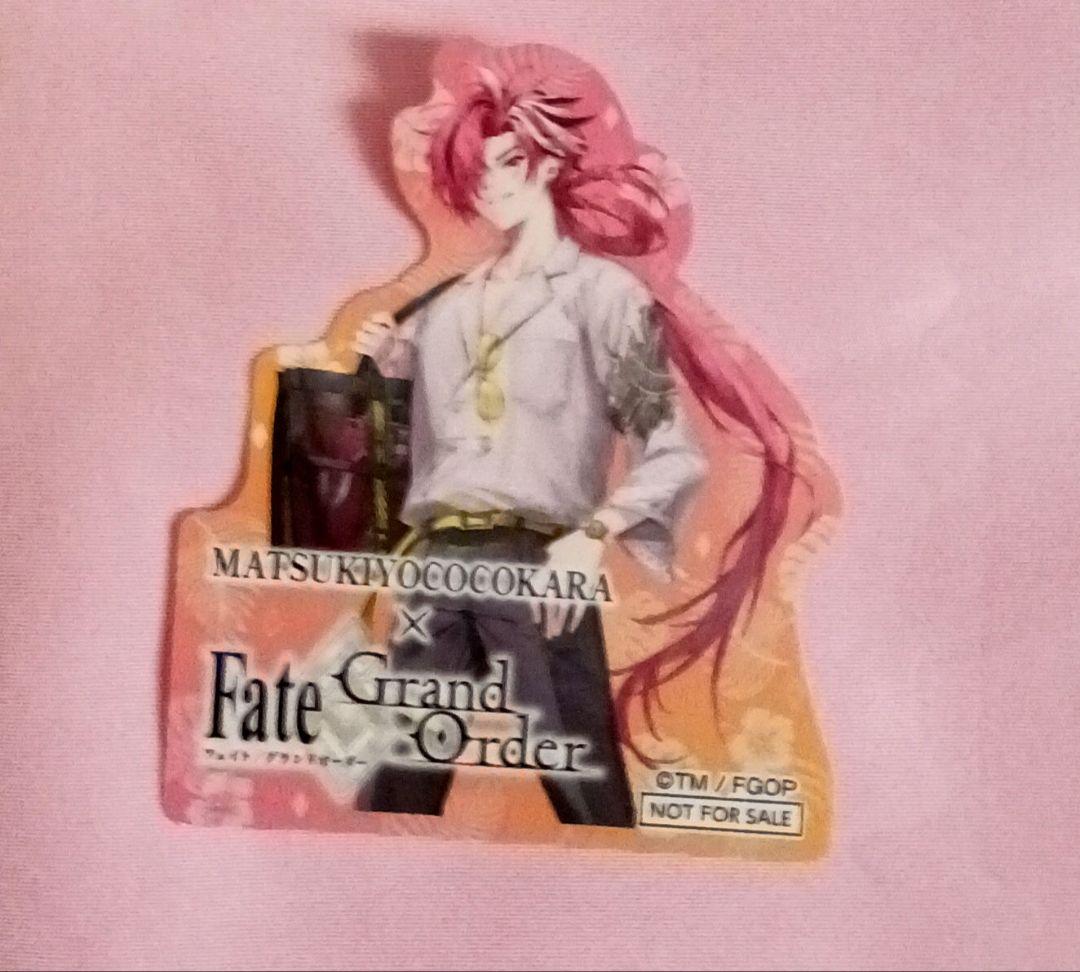 MATSUKIYOCOCOKARA
×
Fate Grand
Order
フェイト/グランドオーダー
©TM / FGOP
NOT FOR SALE